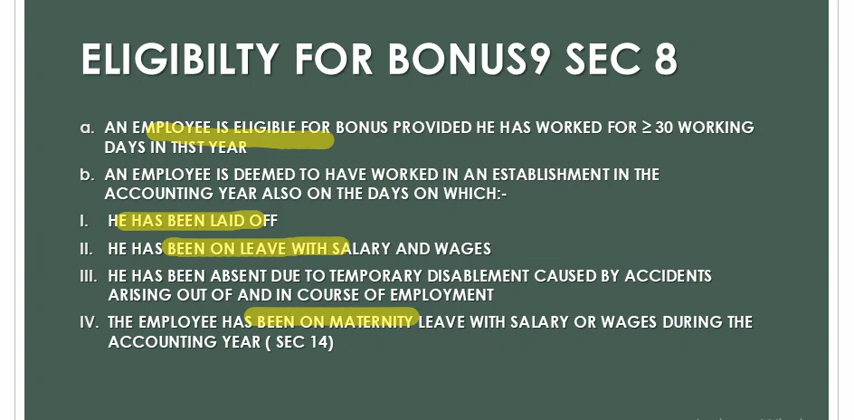 ELIGIBILTY FOR BONUS9 SEC 8
a. AN EMPLOYEE IS ELIGIBLE FOR BONUS PROVIDED HE HAS WORKED FOR ≥ 30 WORKING
DAYS IN THST YEAR
b. AN EMPLOYEE IS DEEMED TO HAVE WORKED IN AN ESTABLISHMENT IN THE
ACCOUNTING YEAR ALSO ON THE DAYS ON WHICH:-
I. HE HAS BEEN LAID OFF
II. HE HAS BEEN ON LEAVE WITH SALARY AND WAGES
III. HE HAS BEEN ABSENT DUE TO TEMPORARY DISABLEMENT CAUSED BY ACCIDENTS
ARISING OUT OF AND IN COURSE OF EMPLOYMENT
IV. THE EMPLOYEE HAS BEEN ON MATERNITY LEAVE WITH SALARY OR WAGES DURING THE
ACCOUNTING YEAR ( SEC 14)